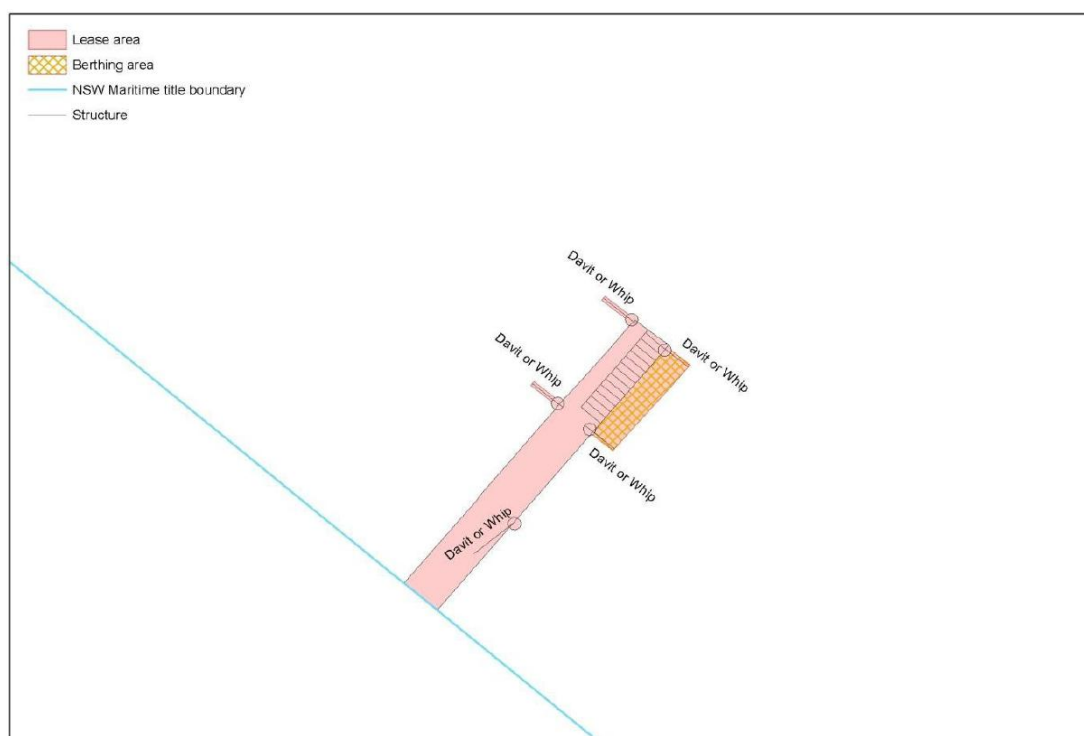 Lease area
Berthing area
NSW Maritime title boundary
Structure
Davit or Whip
Davit or Whip
Davit or Whip
Davit or Whip
Davit or Whip